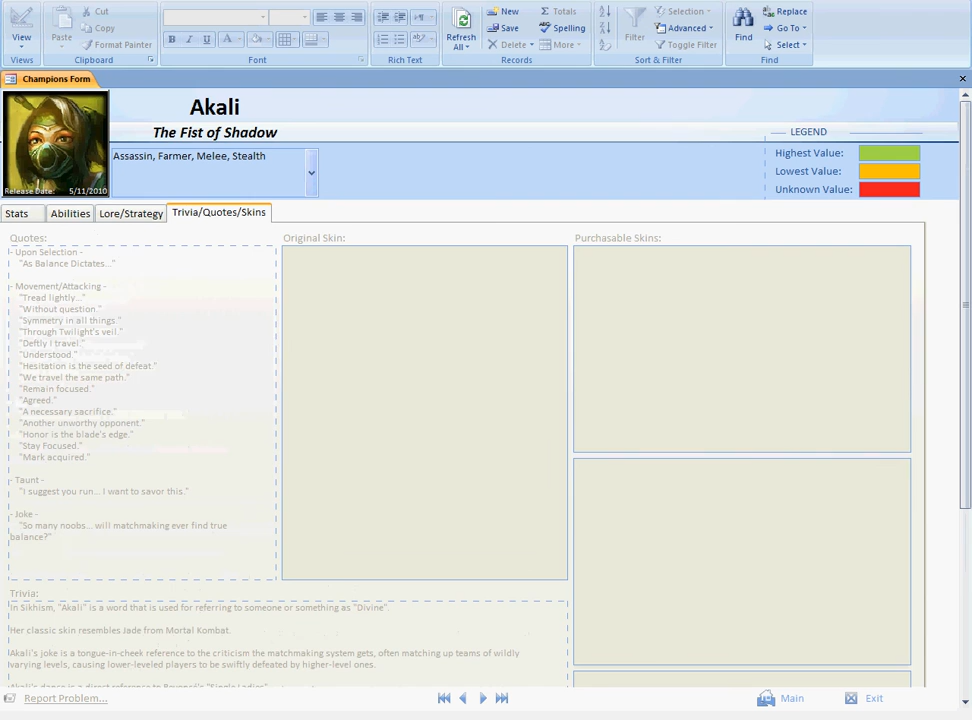 View
Views
Paste
Cut
Copy
Format Painter
Clipboard
B I U A
Font
Rich Text
Refresh All
New
Save
Delete
Totals
Spelling
More
Records
Filter
Selection
Advanced
Toggle Filter
Sort & Filter
Find
Replace
Go To
Select
Find
Champions Form
Akali
The Fist of Shadow
Release Date: 5/11/2010
Assassin, Farmer, Melee, Stealth
LEGEND
Highest Value:
Lowest Value:
Unknown Value:
Stats
Abilities
Lore/Strategy
Trivia/Quotes/Skins
Quotes:
- Upon Selection -
"As Balance Dictates..."
- Movement/Attacking -
"Tread lightly..."
"Without question."
"Symmetry in all things."
"Through Twilight's veil."
"Deftly I travel."
"Understood."
"Hesitation is the seed of defeat."
"We travel the same path."
"Remain focused."
"Agreed."
"A necessary sacrifice."
"Another unworthy opponent."
"Honor is the blade's edge."
"Stay Focused."
"Mark acquired."
- Taunt -
"I suggest you run... I want to savor this."
- Joke -
"So many noobs... will matchmaking ever find true
balance?"
Original Skin:
Purchasable Skins:
Trivia:
In Sikhism, "Akali" is a word that is used for referring to someone or something as "Divine".
Her classic skin resembles Jade from Mortal Kombat.
Akali's joke is a tongue-in-cheek reference to the criticism the matchmaking system gets, often matching up teams of wildly
varying levels, causing lower-leveled players to be swiftly defeated by higher-level ones.
Akali's dance is a direct reference to Beyoncé's "Single Ladies".
Report Problem...
Main
Exit